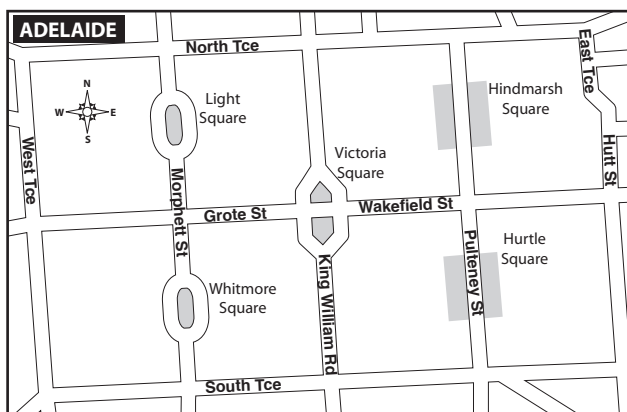 ADELAIDE
North Tce
East Tce
N
W
E
S
Light
Square
Hindmarsh
Square
West Tce
Morphett St
Victoria
Square
Hutt St
Grote St
Wakefield St
Whitmore
Square
King William Rd
Pulteney St
Hurtle
Square
South Tce